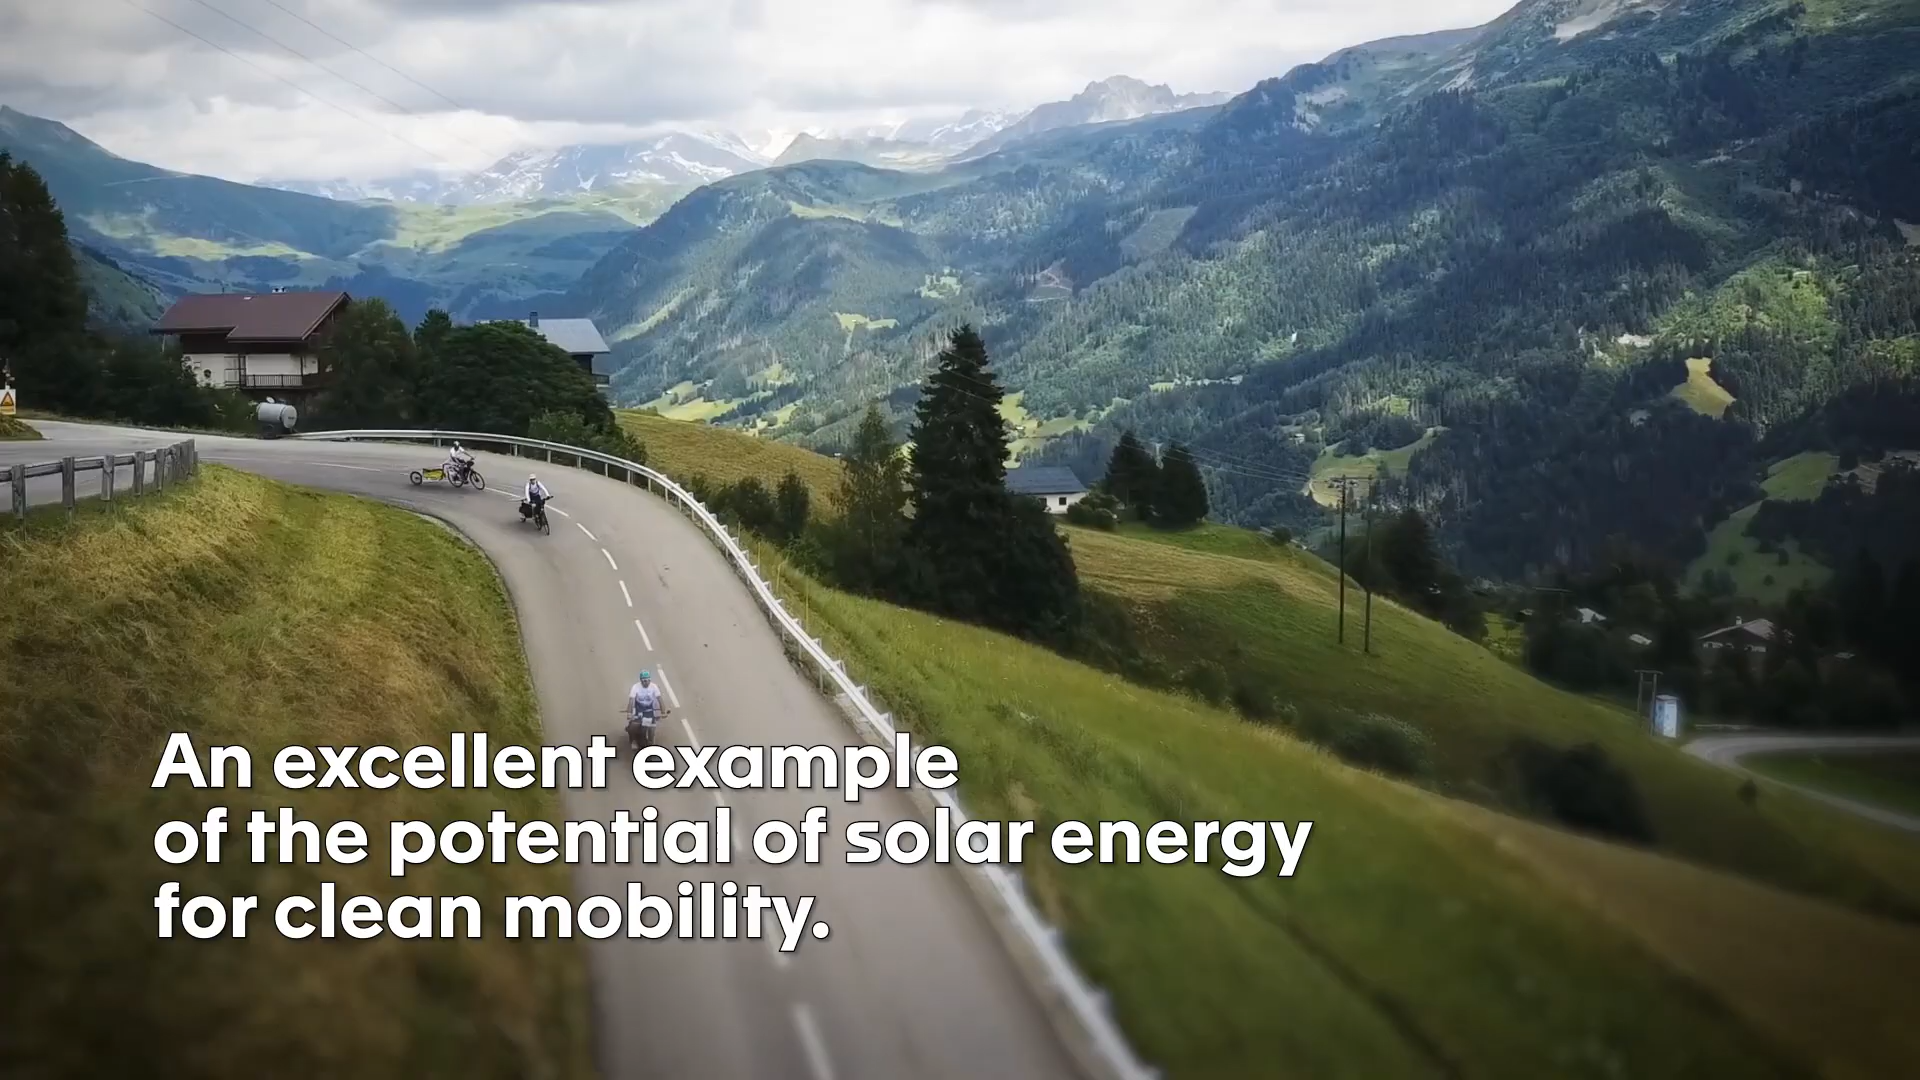 An excellent example
of the potential of solar energy
for clean mobility.